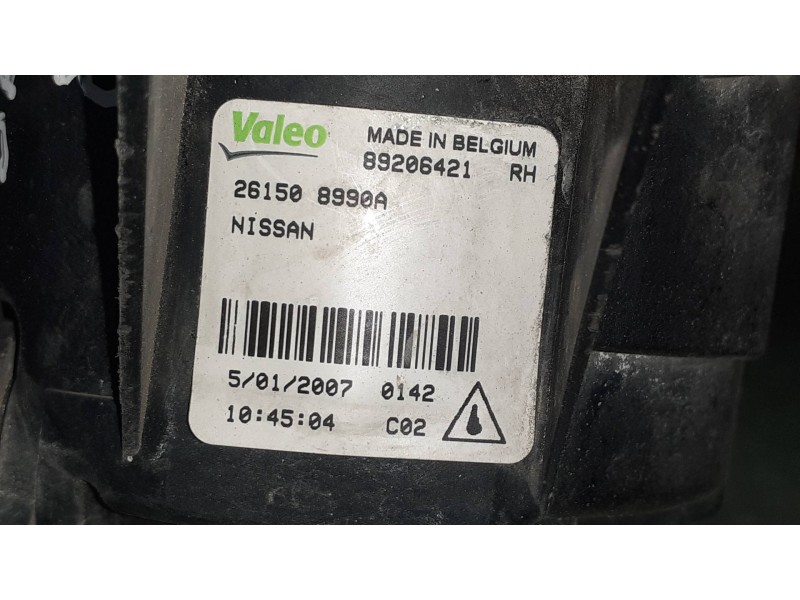 Valeo
MADE IN BELGIUM
89206421 RH
26150 8990A
NISSAN
5/01/2007 0142
10:45:04 C02